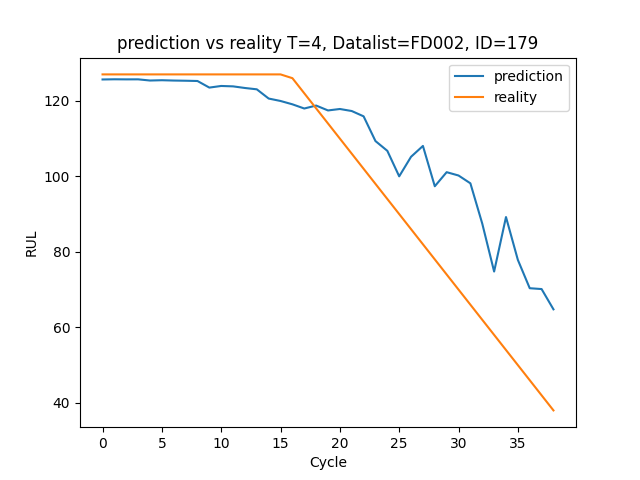 prediction vs reality T=4, Datalist=FD002, ID=179
prediction
reality
120
100
80
60
40
RUL
0 5 10 15 20 25 30 35
Cycle